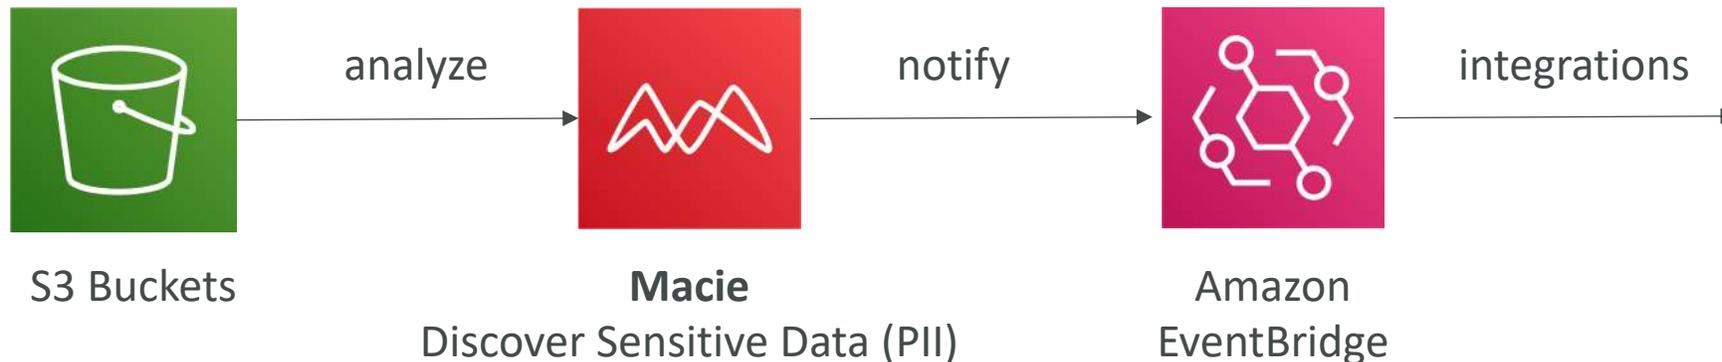 analyze
notify
integrations
S3 Buckets
Macie
Discover Sensitive Data (PII)
Amazon
EventBridge